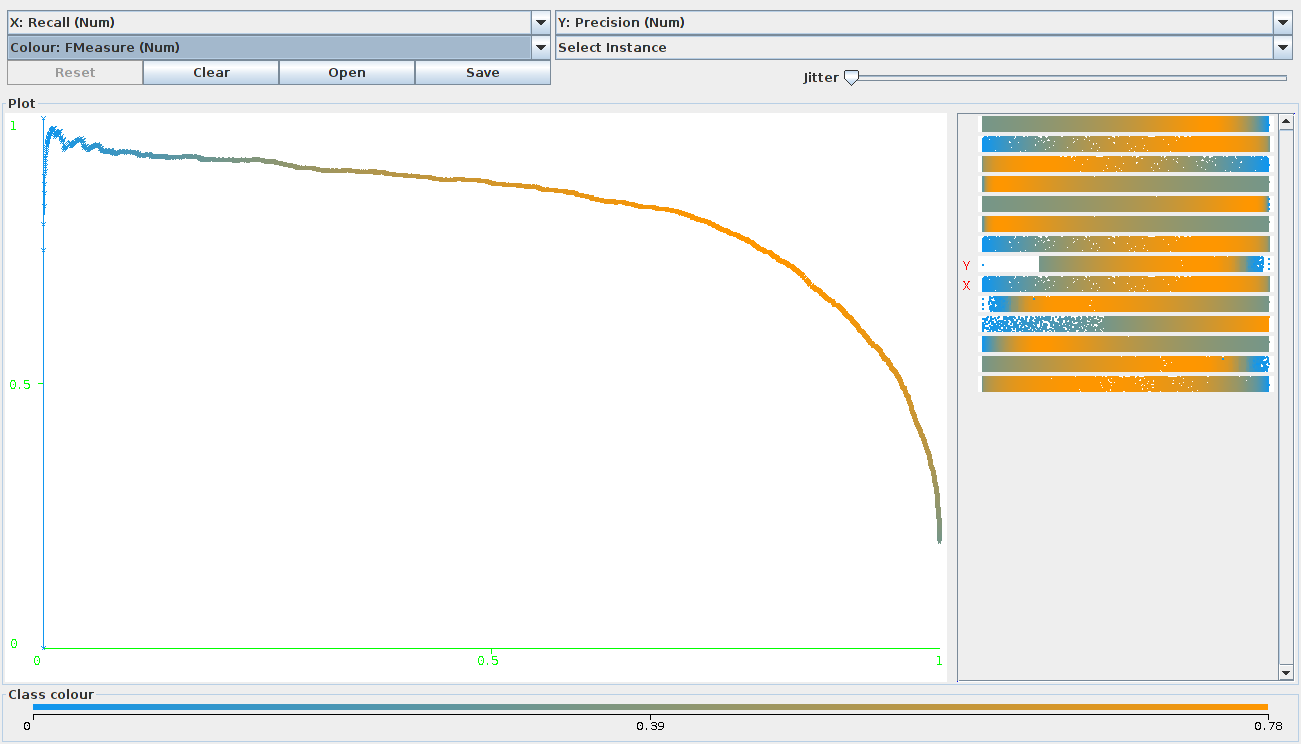 X: Recall (Num)
Y: Precision (Num)
Colour: FMeasure (Num)
Select Instance
Reset
Clear
Open
Save
Jitter
Plot
1
0.5
0
0
0.5
1
Y
X
Class colour
0
0.39
0.78